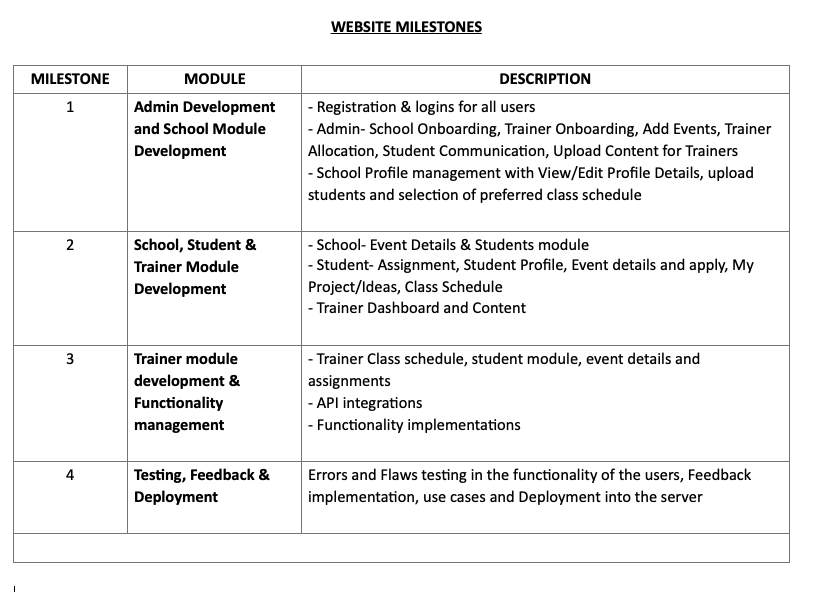 WEBSITE MILESTONES
MILESTONE MODULE DESCRIPTION
1
Admin Development
and School Module
Development
- Registration & logins for all users
- Admin- School Onboarding, Trainer Onboarding, Add Events, Trainer
Allocation, Student Communication, Upload Content for Trainers
- School Profile management with View/Edit Profile Details, upload
students and selection of preferred class schedule
2
School, Student &
Trainer Module
Development
- School- Event Details & Students module
- Student- Assignment, Student Profile, Event details and apply, My
Project/Ideas, Class Schedule
- Trainer Dashboard and Content
3
Trainer module
development &
Functionality
management
- Trainer Class schedule, student module, event details and
assignments
- API integrations
- Functionality implementations
4
Testing, Feedback &
Deployment
Errors and Flaws testing in the functionality of the users, Feedback
implementation, use cases and Deployment into the server